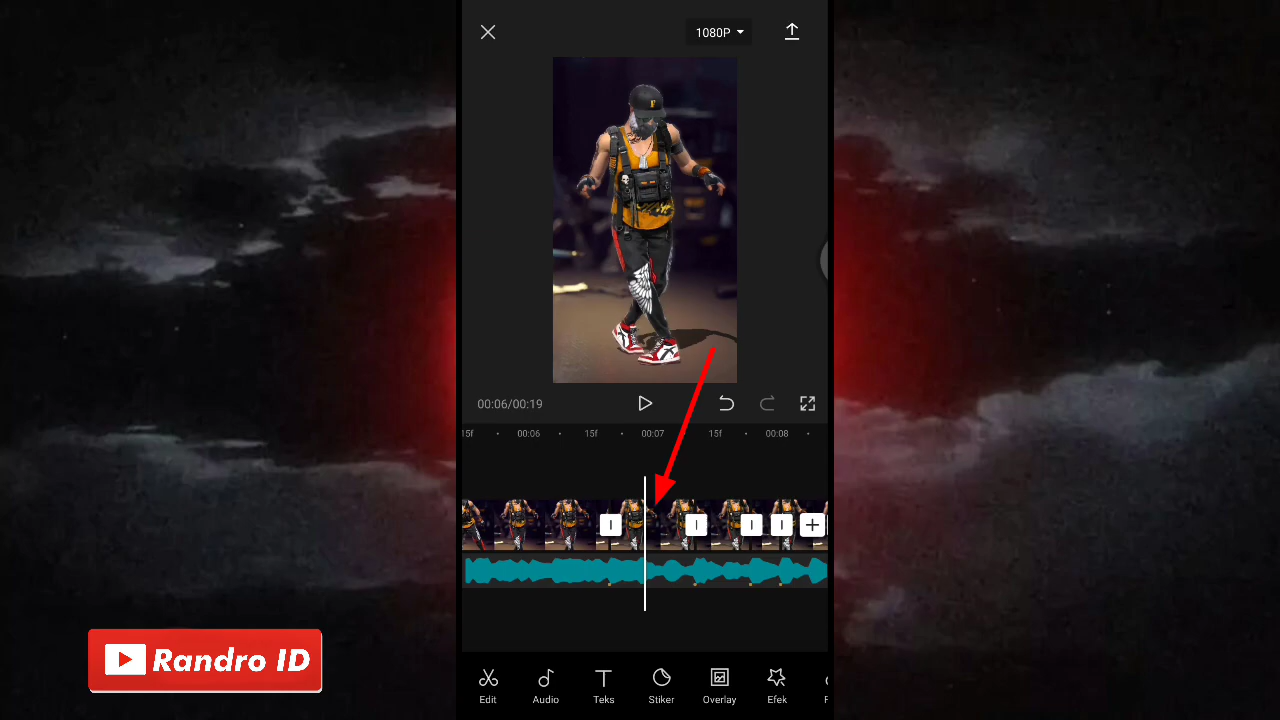 1080P
F
00:06/00:19
15f 00:06 15f 00:07 15f 00:08
Randro ID
Edit Audio Teks Stiker Overlay Efek